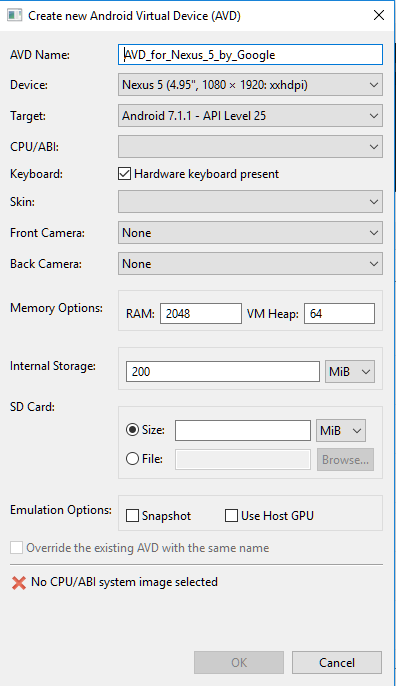 Create new Android Virtual Device (AVD)
AVD Name: AVD_for_Nexus_5_by_Google
Device: Nexus 5 (4.95", 1080 × 1920: xxhdpi)
Target: Android 7.1.1 - API Level 25
CPU/ABI:
Keyboard: Hardware keyboard present
Skin:
Front Camera: None
Back Camera: None
Memory Options: RAM: 2048 VM Heap: 64
Internal Storage: 200 MiB
SD Card:
Size: MiB
File: Browse...
Emulation Options: Snapshot Use Host GPU
Override the existing AVD with the same name
No CPU/ABI system image selected
OK Cancel